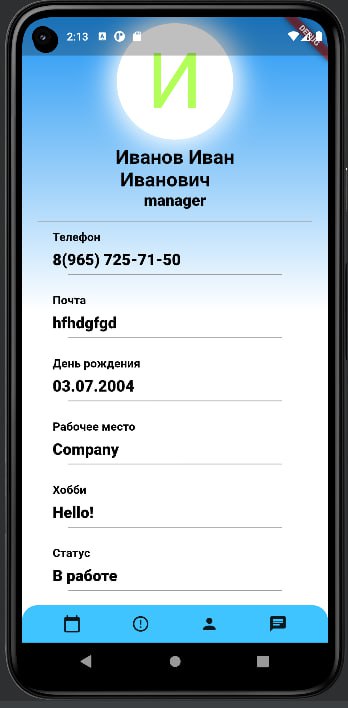 2:13
A
DEBUG
И
Иванов Иван
Иванович
manager
Телефон
8(965) 725-71-50
Почта
hfhdgfgd
День рождения
03.07.2004
Рабочее место
Company
Хобби
Hello!
Статус
В работе